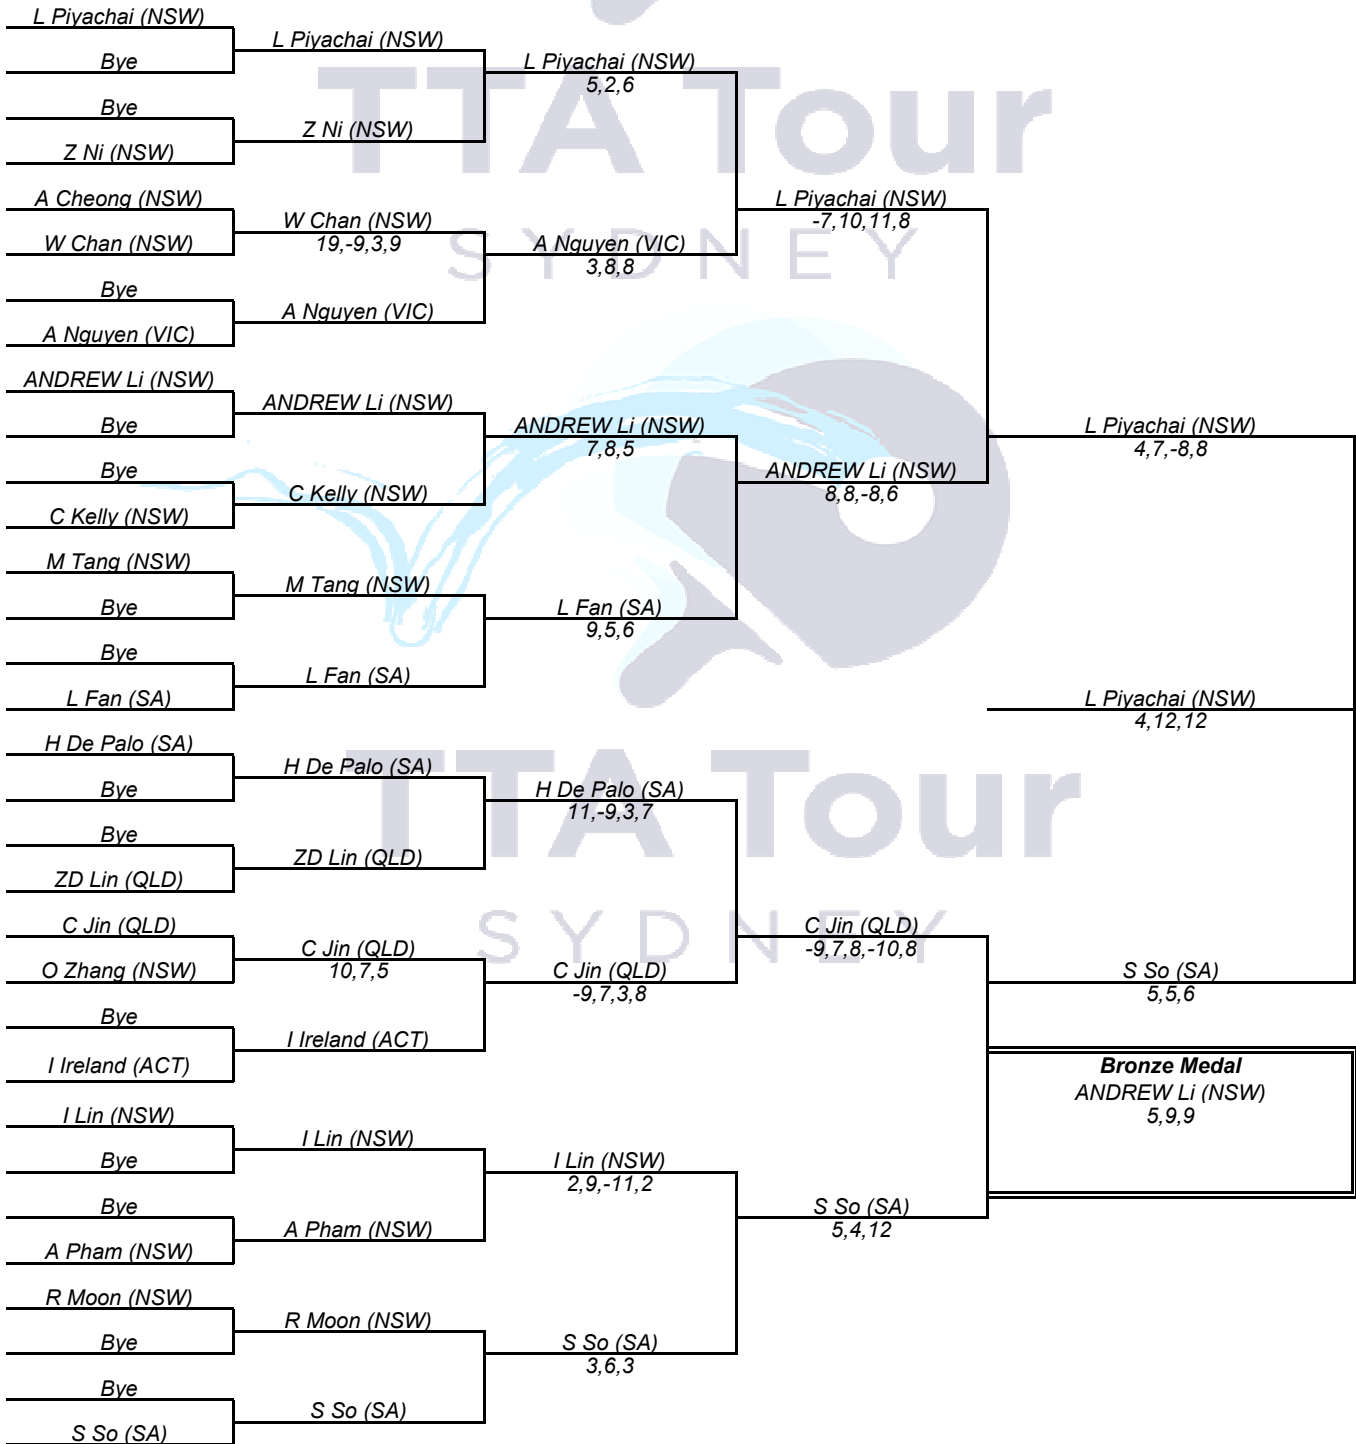 L Piyachai (NSW)
Bye
Bye
Z Ni (NSW)
A Cheong (NSW)
W Chan (NSW)
Bye
A Nguyen (VIC)
ANDREW Li (NSW)
Bye
Bye
C Kelly (NSW)
M Tang (NSW)
Bye
Bye
L Fan (SA)
H De Palo (SA)
Bye
Bye
ZD Lin (QLD)
C Jin (QLD)
O Zhang (NSW)
Bye
I Ireland (ACT)
I Lin (NSW)
Bye
Bye
A Pham (NSW)
R Moon (NSW)
Bye
Bye
S So (SA)
L Piyachai (NSW)
Z Ni (NSW)
W Chan (NSW)
19,-9,3,9
A Nguyen (VIC)
ANDREW Li (NSW)
C Kelly (NSW)
M Tang (NSW)
L Fan (SA)
H De Palo (SA)
ZD Lin (QLD)
C Jin (QLD)
10,7,5
I Ireland (ACT)
I Lin (NSW)
A Pham (NSW)
R Moon (NSW)
S So (SA)
L Piyachai (NSW)
5,2,6
A Nguyen (VIC)
3,8,8
ANDREW Li (NSW)
7,8,5
L Fan (SA)
9,5,6
H De Palo (SA)
11,-9,3,7
C Jin (QLD)
-9,7,3,8
I Lin (NSW)
2,9,-11,2
S So (SA)
3,6,3
L Piyachai (NSW)
-7,10,11,8
ANDREW Li (NSW)
8,8,-8,6
C Jin (QLD)
-9,7,8,-10,8
S So (SA)
5,4,12
L Piyachai (NSW)
4,7,-8,8
L Piyachai (NSW)
4,12,12
S So (SA)
5,5,6
Bronze Medal
ANDREW Li (NSW)
5,9,9
TTA Tour
SYDNEY
TTA Tour
SYDNEY